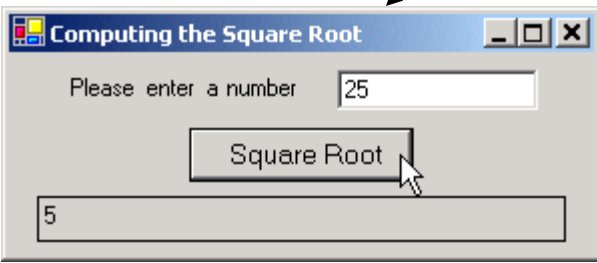 Computing the Square Root
Please enter a number 25
Square Root
5